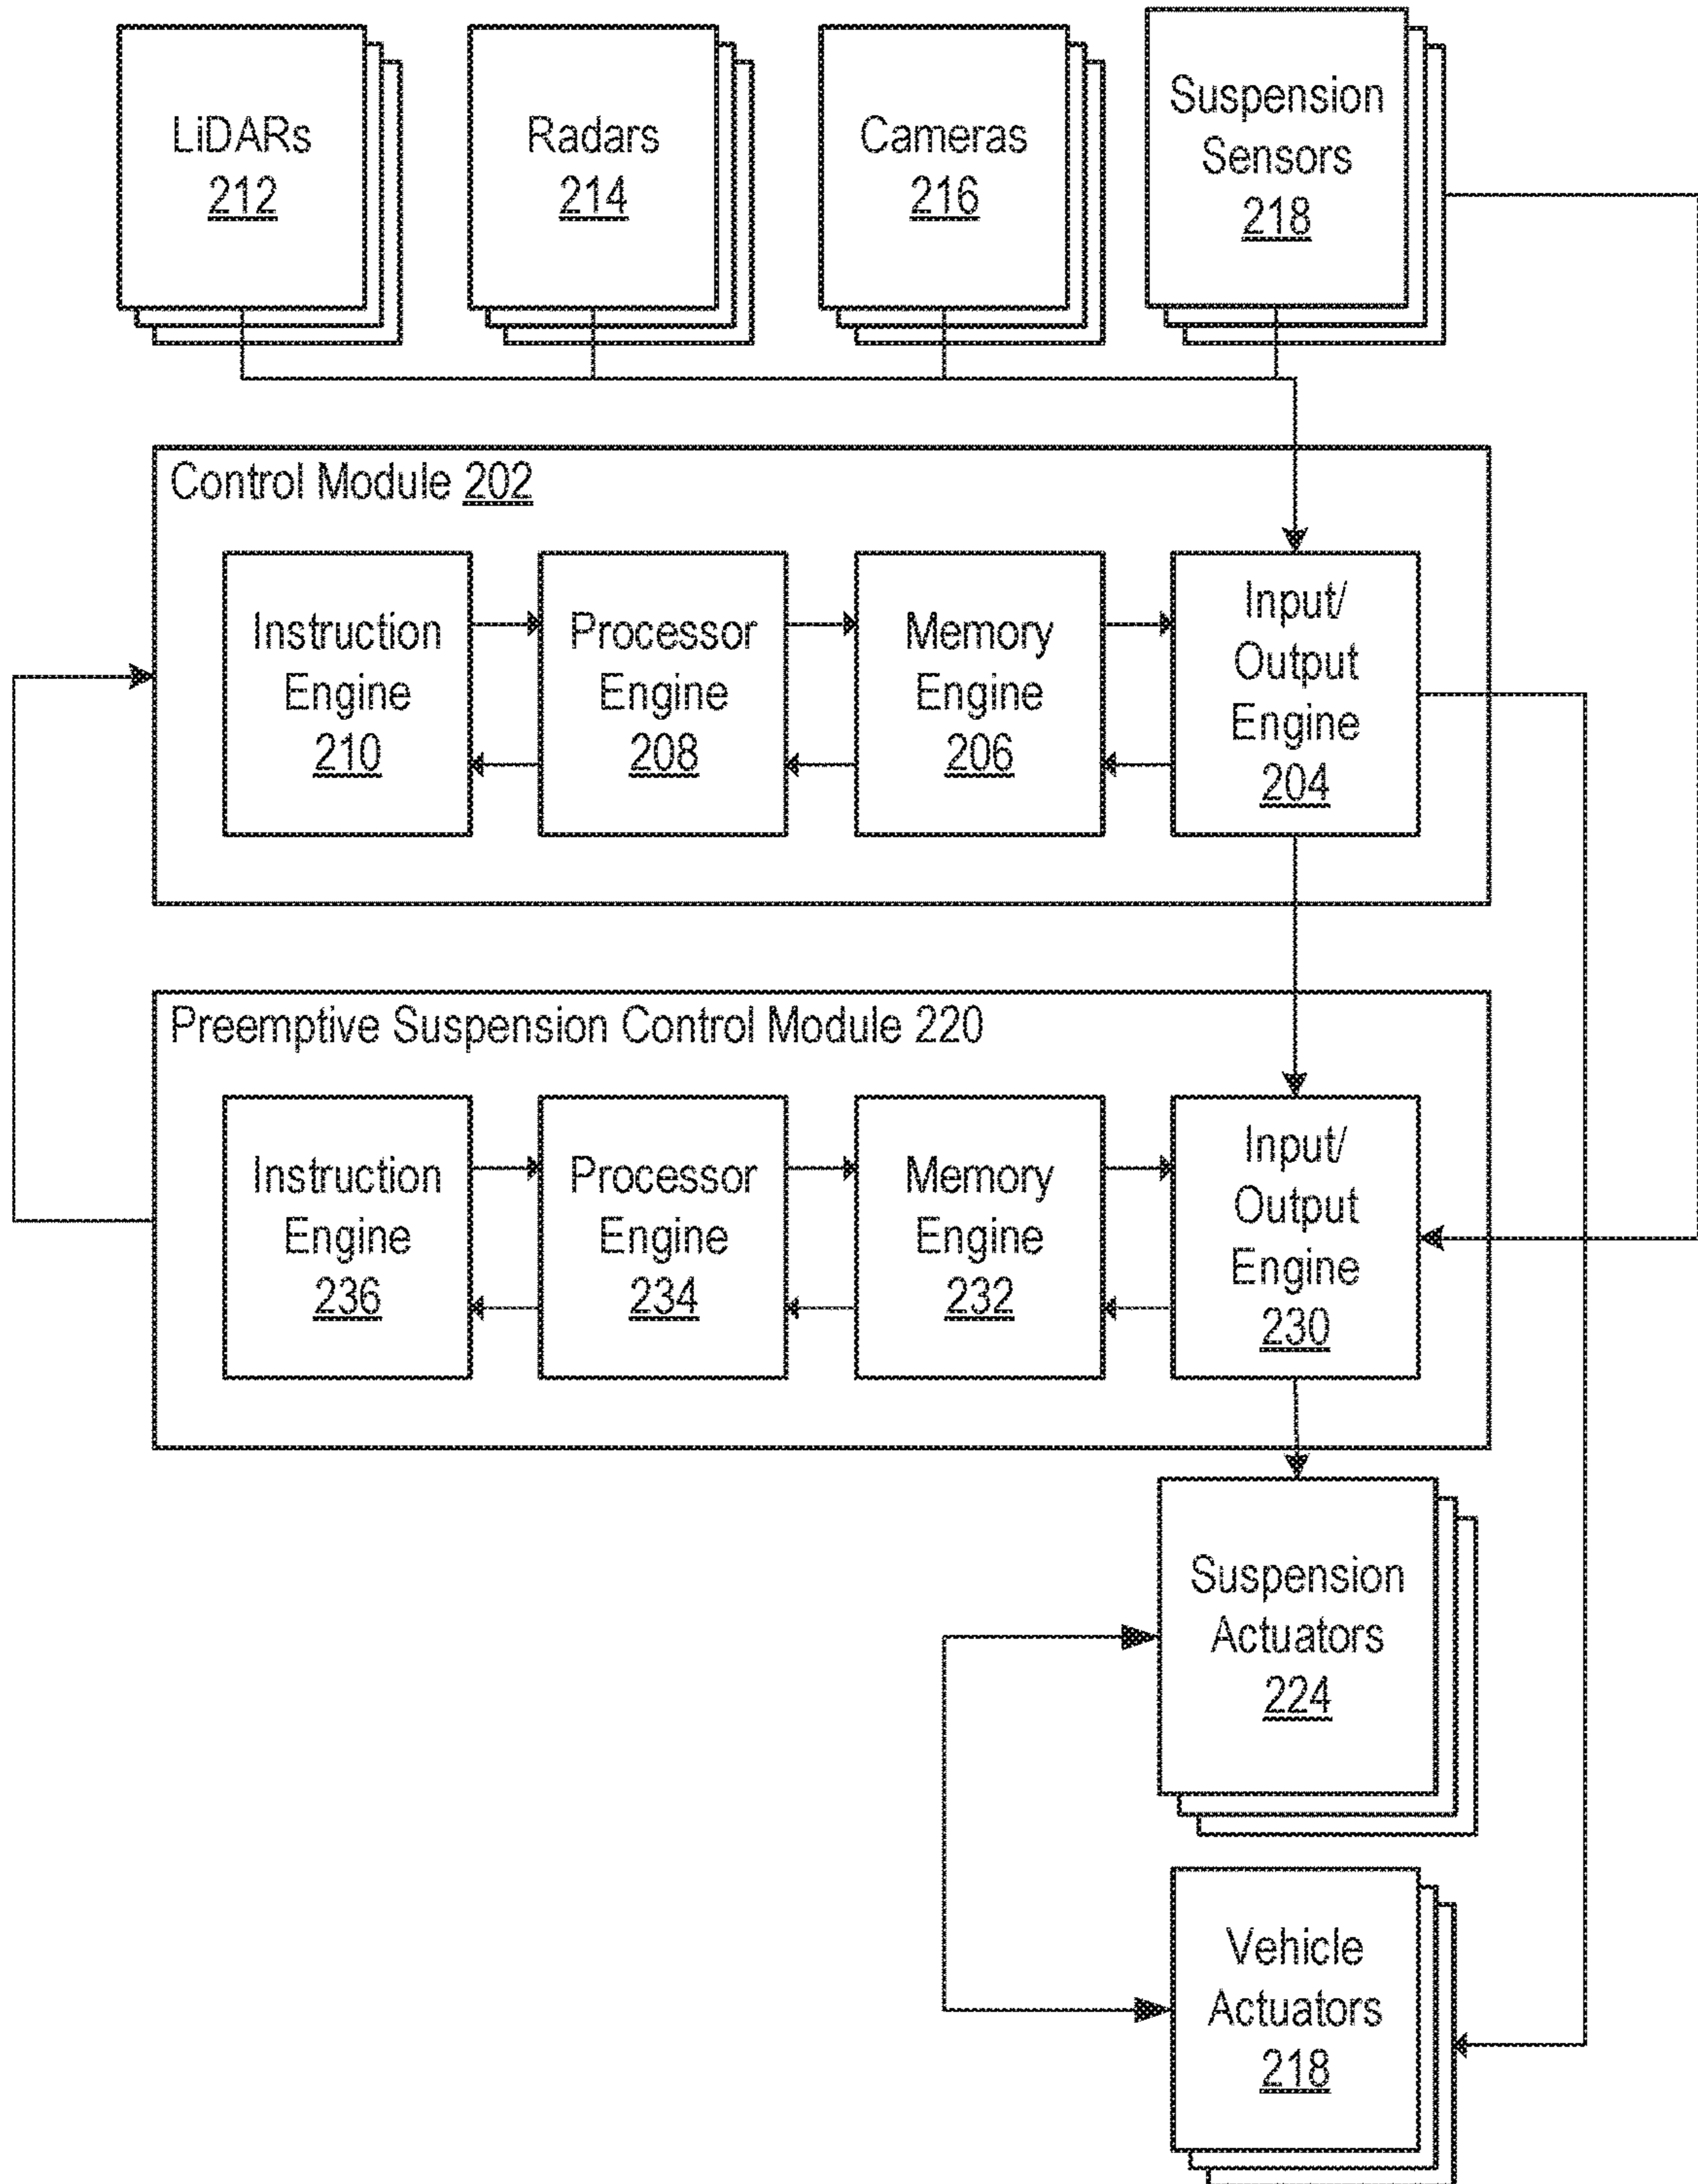 LiDARs
212
Radars
214
Cameras
216
Suspension
Sensors
218
Control Module 202
Instruction
Engine
210
Processor
Engine
208
Memory
Engine
206
Input/
Output
Engine
204
Preemptive Suspension Control Module 220
Instruction
Engine
236
Processor
Engine
234
Memory
Engine
232
Input/
Output
Engine
230
Suspension
Actuators
224
Vehicle
Actuators
218